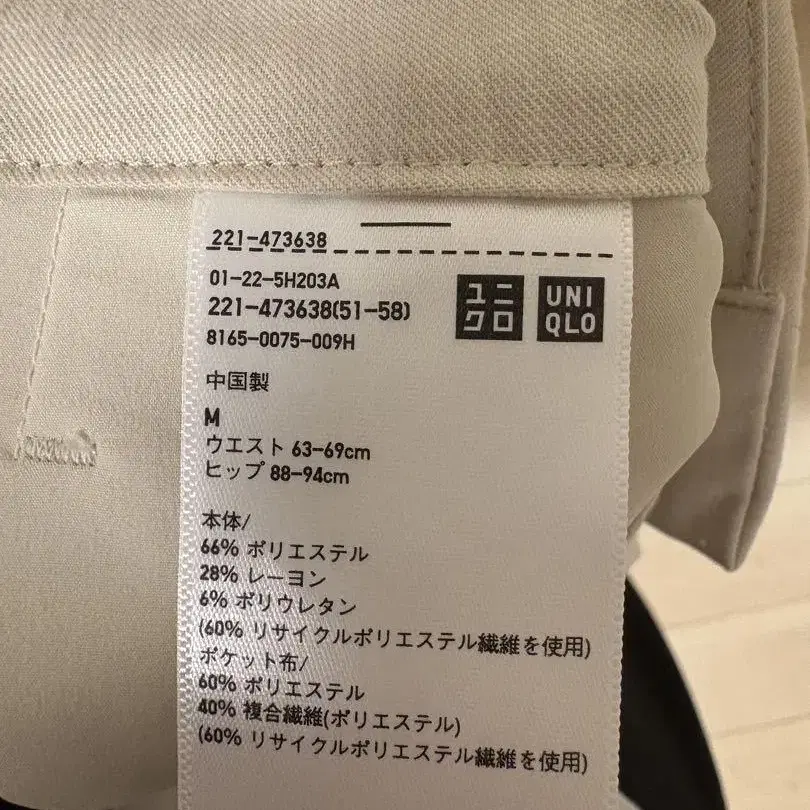 221-473638
01-22-5H203A
221-473638(51-58)
8165-0075-009H
ユニ
クロ
UNI
QLO
中国製
M
ウエスト 63-69cm
ヒップ 88-94cm
本体/
66% ポリエステル
28% レーヨン
6% ポリウレタン
(60% リサイクルポリエステル繊維を使用)
ポケット布/
60% ポリエステル
40% 複合繊維(ポリエステル)
(60% リサイクルポリエステル繊維を使用)